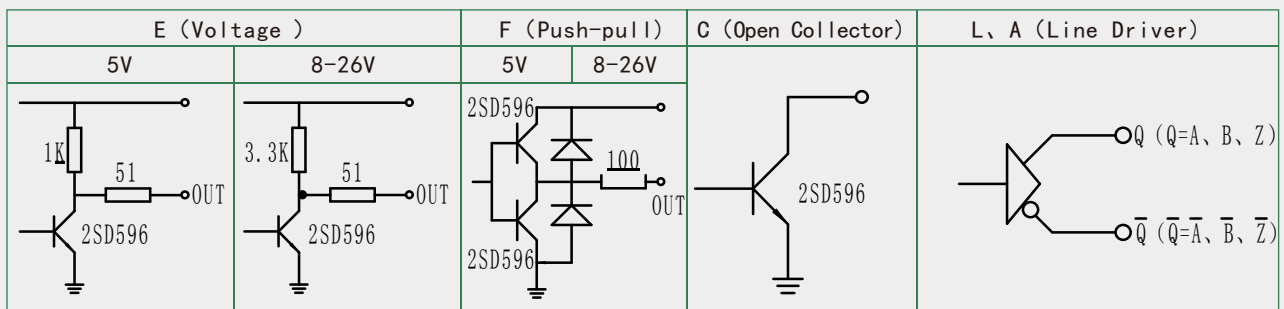 E (Voltage )
F (Push-pull)
C (Open Collector)
L、A (Line Driver)
5V
8-26V
5V
8-26V
1K
51
OUT
2SD596
3.3K
51
OUT
2SD596
2SD596
100
OUT
2SD596
2SD596
Q (Q=A、B、Z)
Q̅ (Q̅=A̅、B̅、Z̅)